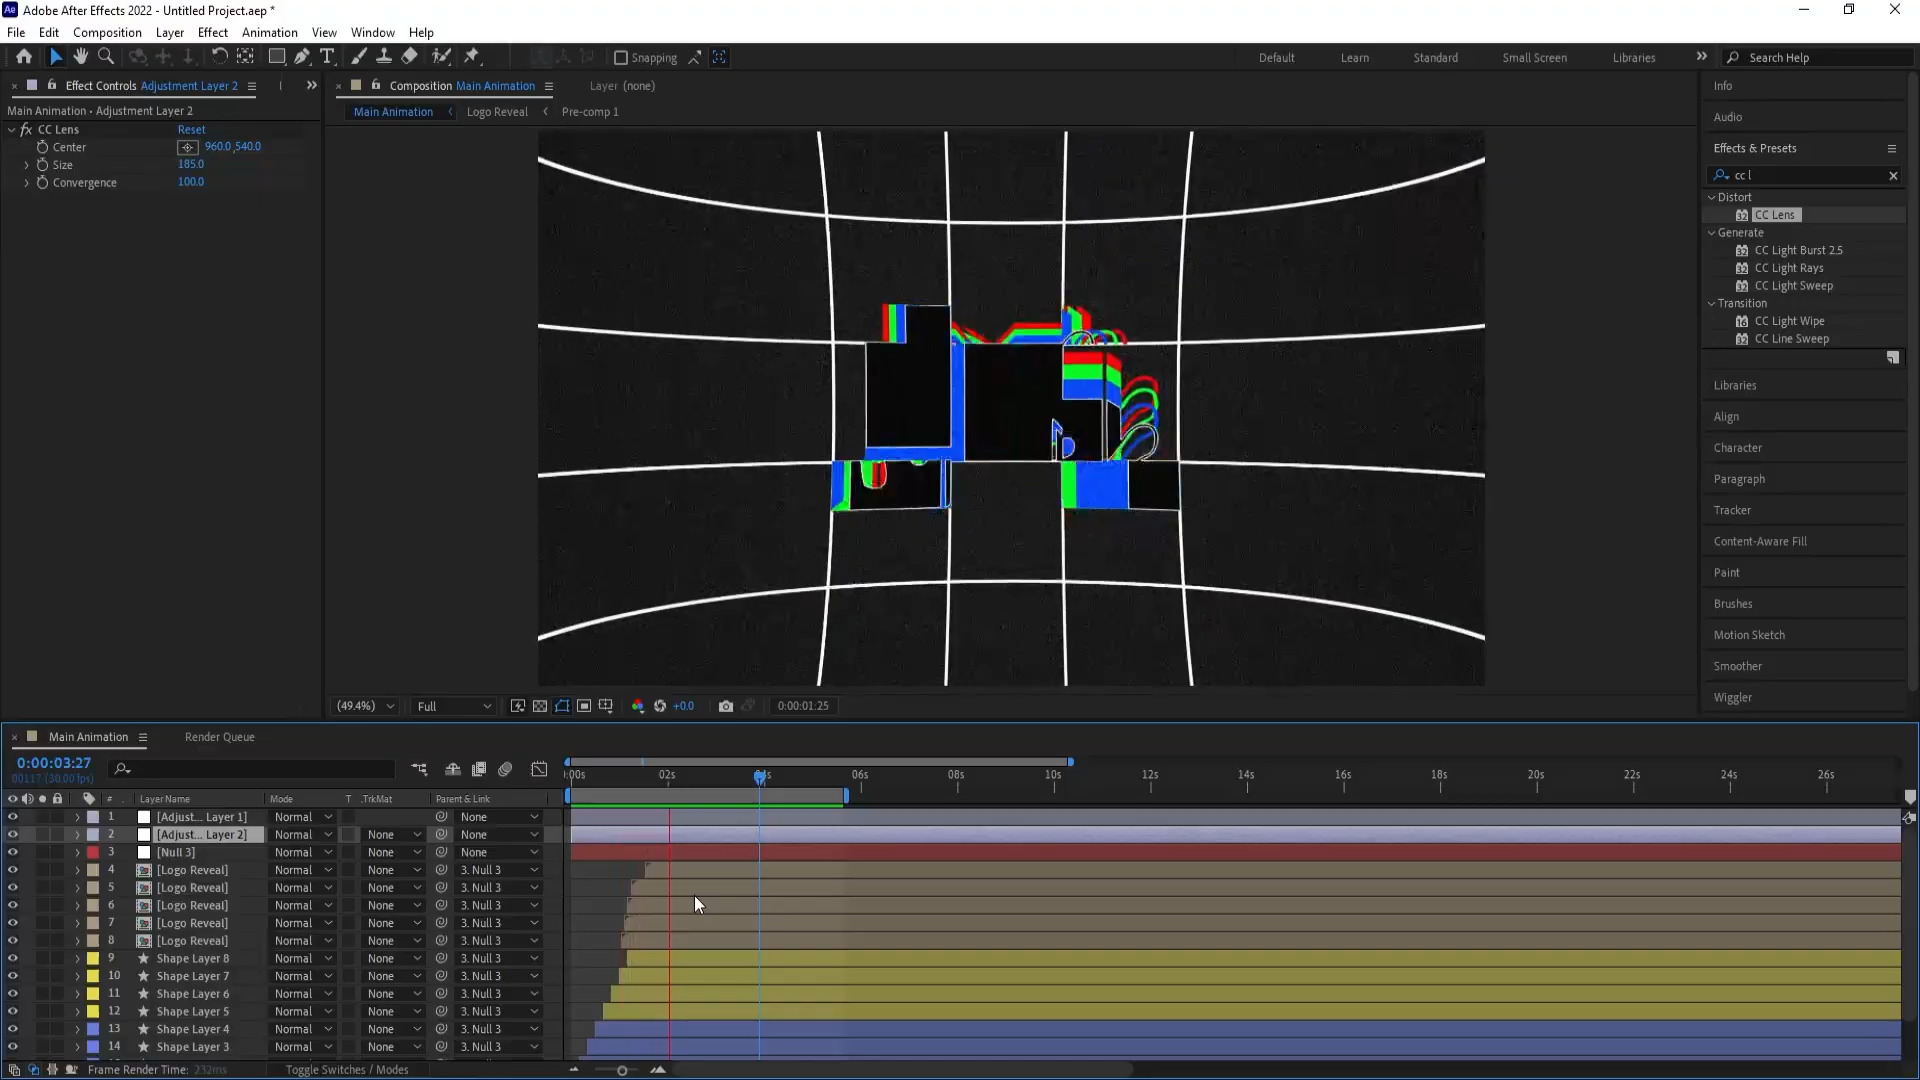 Adobe After Effects 2022 - Untitled Project.aep *
File Edit Composition Layer Effect Animation View Window Help
Snapping Default Learn Standard Small Screen Libraries Search Help
Effect Controls Adjustment Layer 2
Main Animation • Adjustment Layer 2
fx CC Lens Reset
Center 960.0,540.0
Size 185.0
Convergence 100.0
Composition Main Animation Layer (none)
Main Animation Logo Reveal Pre-comp 1
(49.4%) Full +0.0 0:00:01:25
Info
Audio
Effects & Presets
cc l
Distort
CC Lens
Generate
CC Light Burst 2.5
CC Light Rays
CC Light Sweep
Transition
CC Light Wipe
CC Line Sweep
Libraries
Align
Character
Paragraph
Tracker
Content-Aware Fill
Paint
Brushes
Motion Sketch
Smoother
Wiggler
Main Animation Render Queue
0:00:03:27
00117 (30.00 fps)
:00s 02s 04s 06s 08s 10s 12s 14s 16s 18s 20s 22s 24s 26s
# Layer Name Mode T .TrkMat Parent & Link
1 [Adjust... Layer 1] Normal None
2 [Adjust... Layer 2] Normal None None
3 [Null 3] Normal None None
4 [Logo Reveal] Normal None 3. Null 3
5 [Logo Reveal] Normal None 3. Null 3
6 [Logo Reveal] Normal None 3. Null 3
7 [Logo Reveal] Normal None 3. Null 3
8 [Logo Reveal] Normal None 3. Null 3
9 Shape Layer 8 Normal None 3. Null 3
10 Shape Layer 7 Normal None 3. Null 3
11 Shape Layer 6 Normal None 3. Null 3
12 Shape Layer 5 Normal None 3. Null 3
13 Shape Layer 4 Normal None 3. Null 3
14 Shape Layer 3 Normal None 3. Null 3
Frame Render Time: 232ms Toggle Switches / Modes